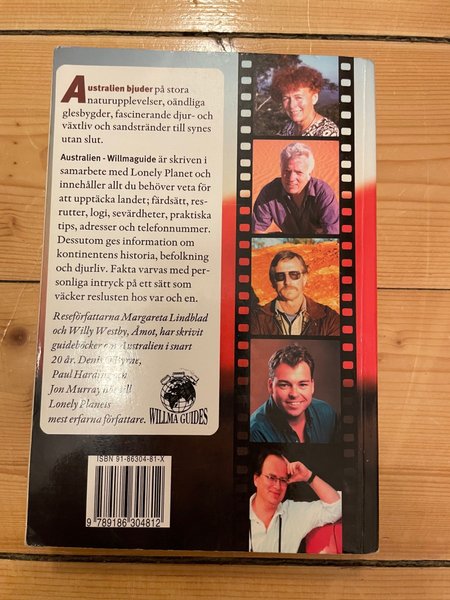 Australien bjuder på stora
naturupplevelser, oändliga
glesbygder, fascinerande djur- och
växtliv och sandstränder till synes
utan slut.
Australien - Willmaguide är skriven i
samarbete med Lonely Planet och
innehåller allt du behöver veta för
att upptäcka landet; färdsätt, res-
rutter, logi, sevärdheter, praktiska
tips, adresser och telefonnummer.
Dessutom ges information om
kontinentens historia, befolkning
och djurliv. Fakta varvas med per-
sonliga intryck på ett sätt som
väcker reslusten hos var och en.
Reseförfattarna Margareta Lindblad
och Willy Westby, Åmot, har skrivit
guideböcker om Australien i snart
20 år. Denis
Paul
Jon Murray
Lonely Planets
mest erfarna författare.
WILLMA GUIDES
ISBN 91-86304-81-X
9 789186 304812